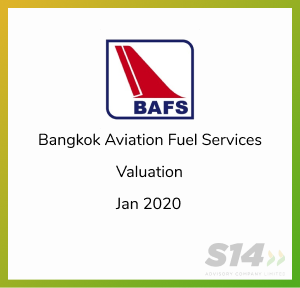 BAFS
Bangkok Aviation Fuel Services
Valuation
Jan 2020
S14
ADVISORY COMPANY LIMITED